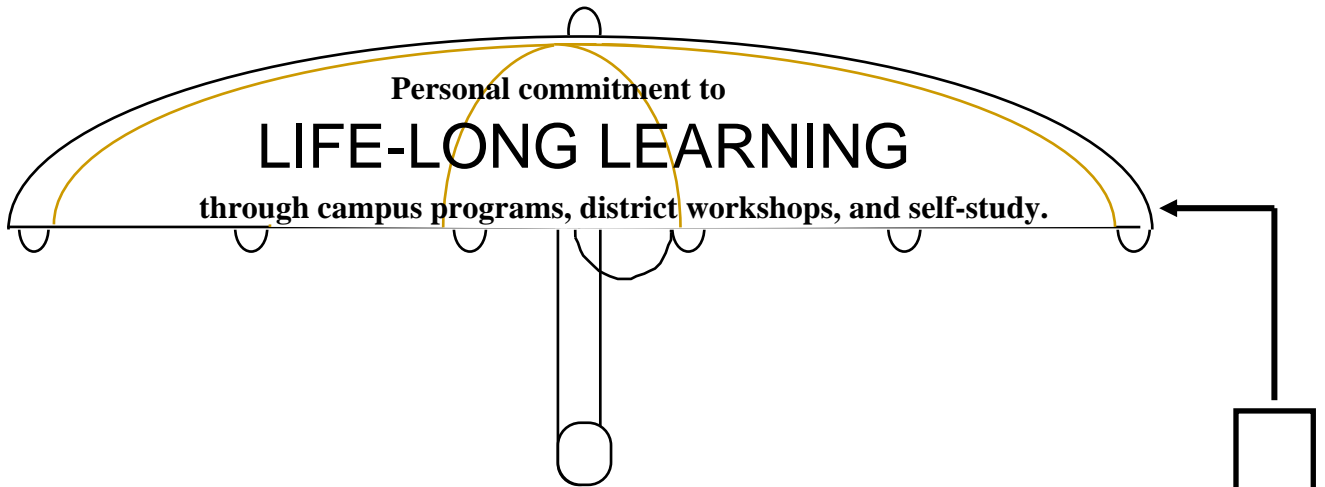 Personal commitment to
LIFE-LONG LEARNING
through campus programs, district workshops, and self-study.